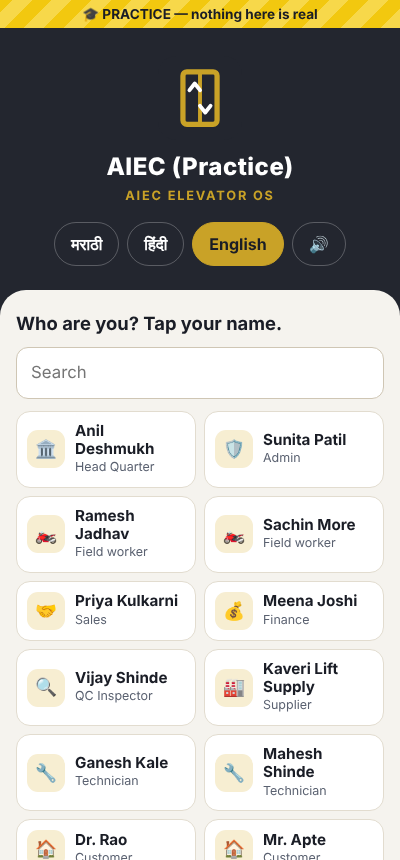 🎓 PRACTICE — nothing here is real
AIEC (Practice)
AIEC ELEVATOR OS
मराठी
हिंदी
English
Who are you? Tap your name.
Search
Anil Deshmukh
Head Quarter
Sunita Patil
Admin
Ramesh Jadhav
Field worker
Sachin More
Field worker
Priya Kulkarni
Sales
Meena Joshi
Finance
Vijay Shinde
QC Inspector
Kaveri Lift Supply
Supplier
Ganesh Kale
Technician
Mahesh Shinde
Technician
Dr. Rao
Customer
Mr. Apte
Customer